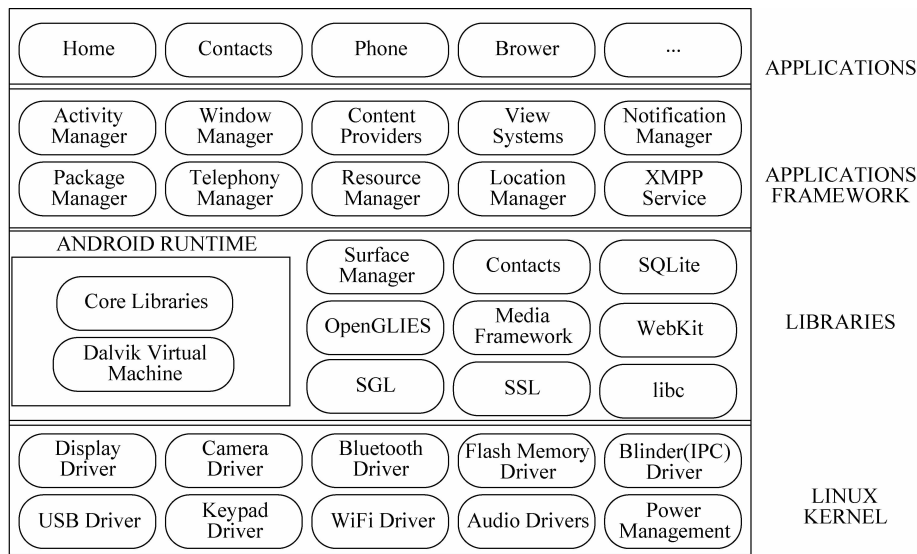 Home
Contacts
Phone
Brower
...
APPLICATIONS
Activity
Manager
Window
Manager
Content
Providers
View
Systems
Notification
Manager
Package
Manager
Telephony
Manager
Resource
Manager
Location
Manager
XMPP
Service
APPLICATIONS
FRAMEWORK
ANDROID RUNTIME
Core Libraries
Dalvik Virtual
Machine
Surface
Manager
Contacts
SQLite
OpenGLIES
Media
Framework
WebKit
SGL
SSL
libc
LIBRARIES
Display
Driver
Camera
Driver
Bluetooth
Driver
Flash Memory
Driver
Blinder(IPC)
Driver
USB Driver
Keypad
Driver
WiFi Driver
Audio Drivers
Power
Management
LINUX
KERNEL